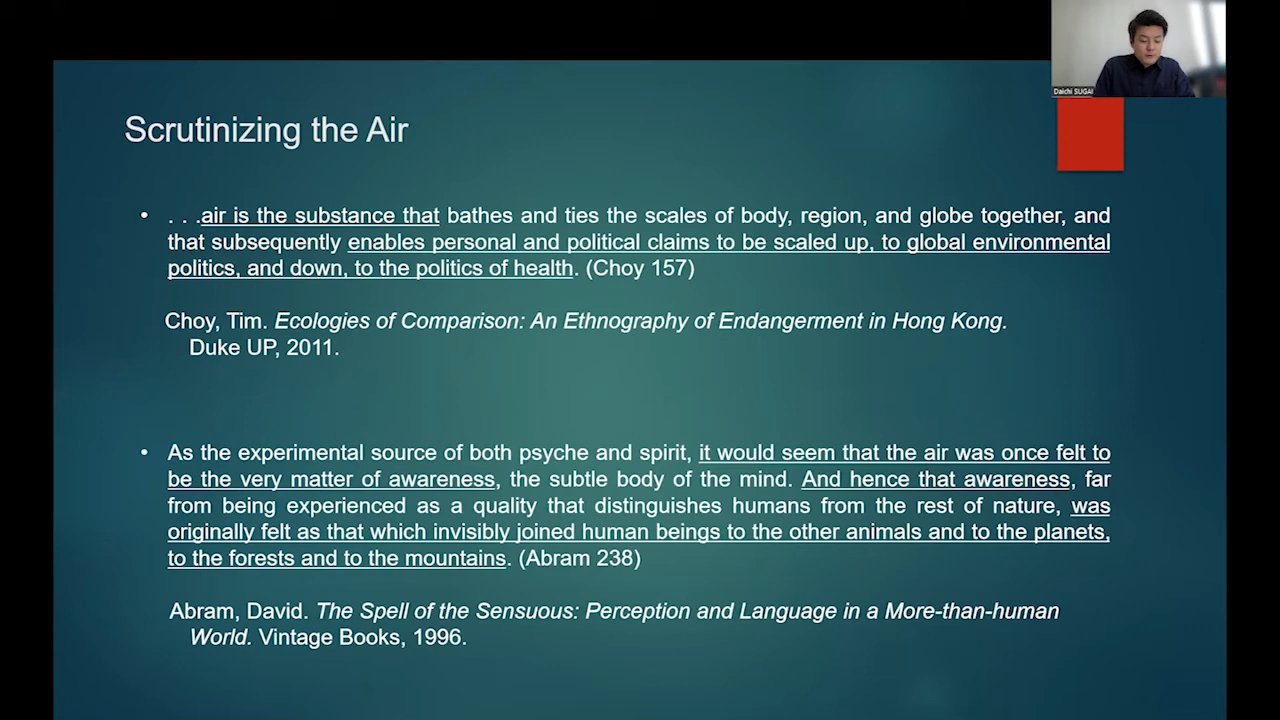 Daichi SUGAI
Scrutinizing the Air
• . . .air is the substance that bathes and ties the scales of body, region, and globe together, and
that subsequently enables personal and political claims to be scaled up, to global environmental
politics, and down, to the politics of health. (Choy 157)
Choy, Tim. Ecologies of Comparison: An Ethnography of Endangerment in Hong Kong.
Duke UP, 2011.
• As the experimental source of both psyche and spirit, it would seem that the air was once felt to
be the very matter of awareness, the subtle body of the mind. And hence that awareness, far
from being experienced as a quality that distinguishes humans from the rest of nature, was
originally felt as that which invisibly joined human beings to the other animals and to the planets,
to the forests and to the mountains. (Abram 238)
Abram, David. The Spell of the Sensuous: Perception and Language in a More-than-human
World. Vintage Books, 1996.